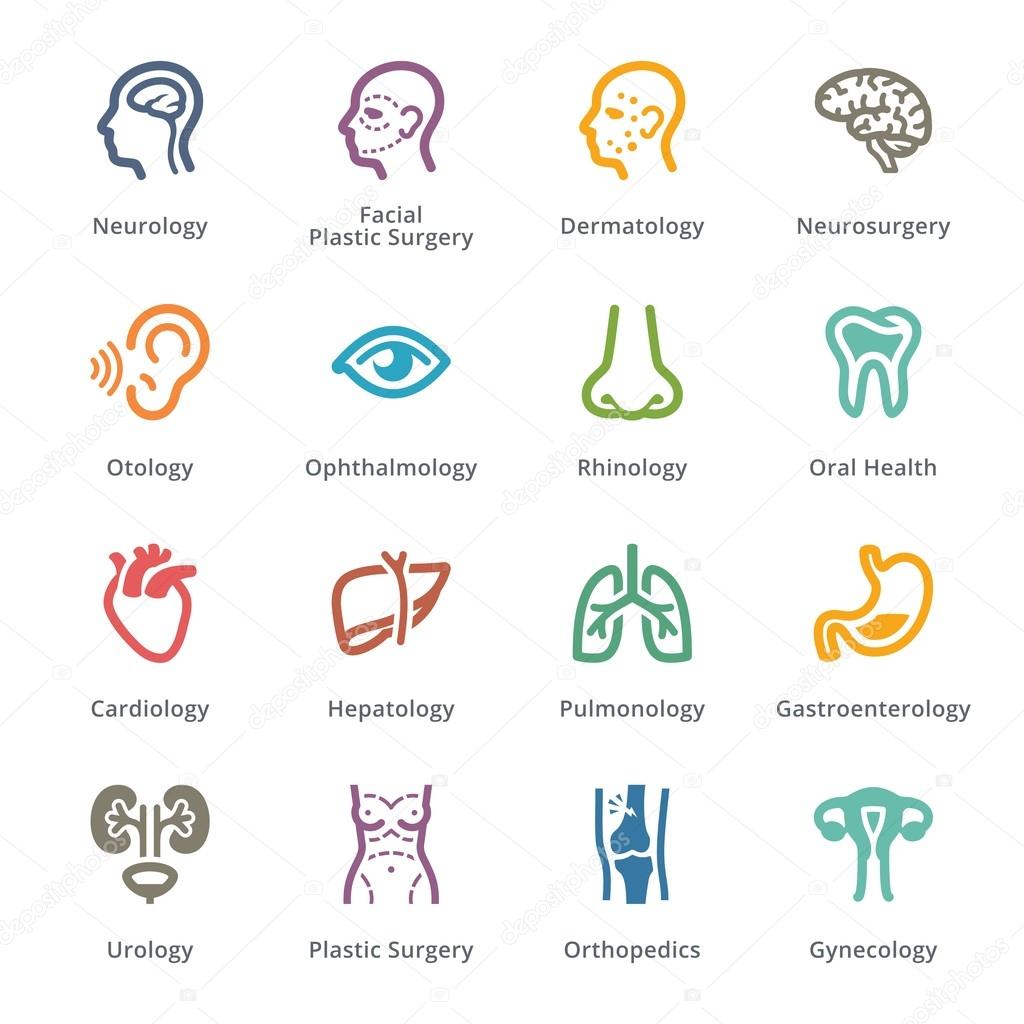 Neurology
Facial
Plastic Surgery
Dermatology
Neurosurgery
Otology
Ophthalmology
Rhinology
Oral Health
Cardiology
Hepatology
Pulmonology
Gastroenterology
Urology
Plastic Surgery
Orthopedics
Gynecology
depositphotos